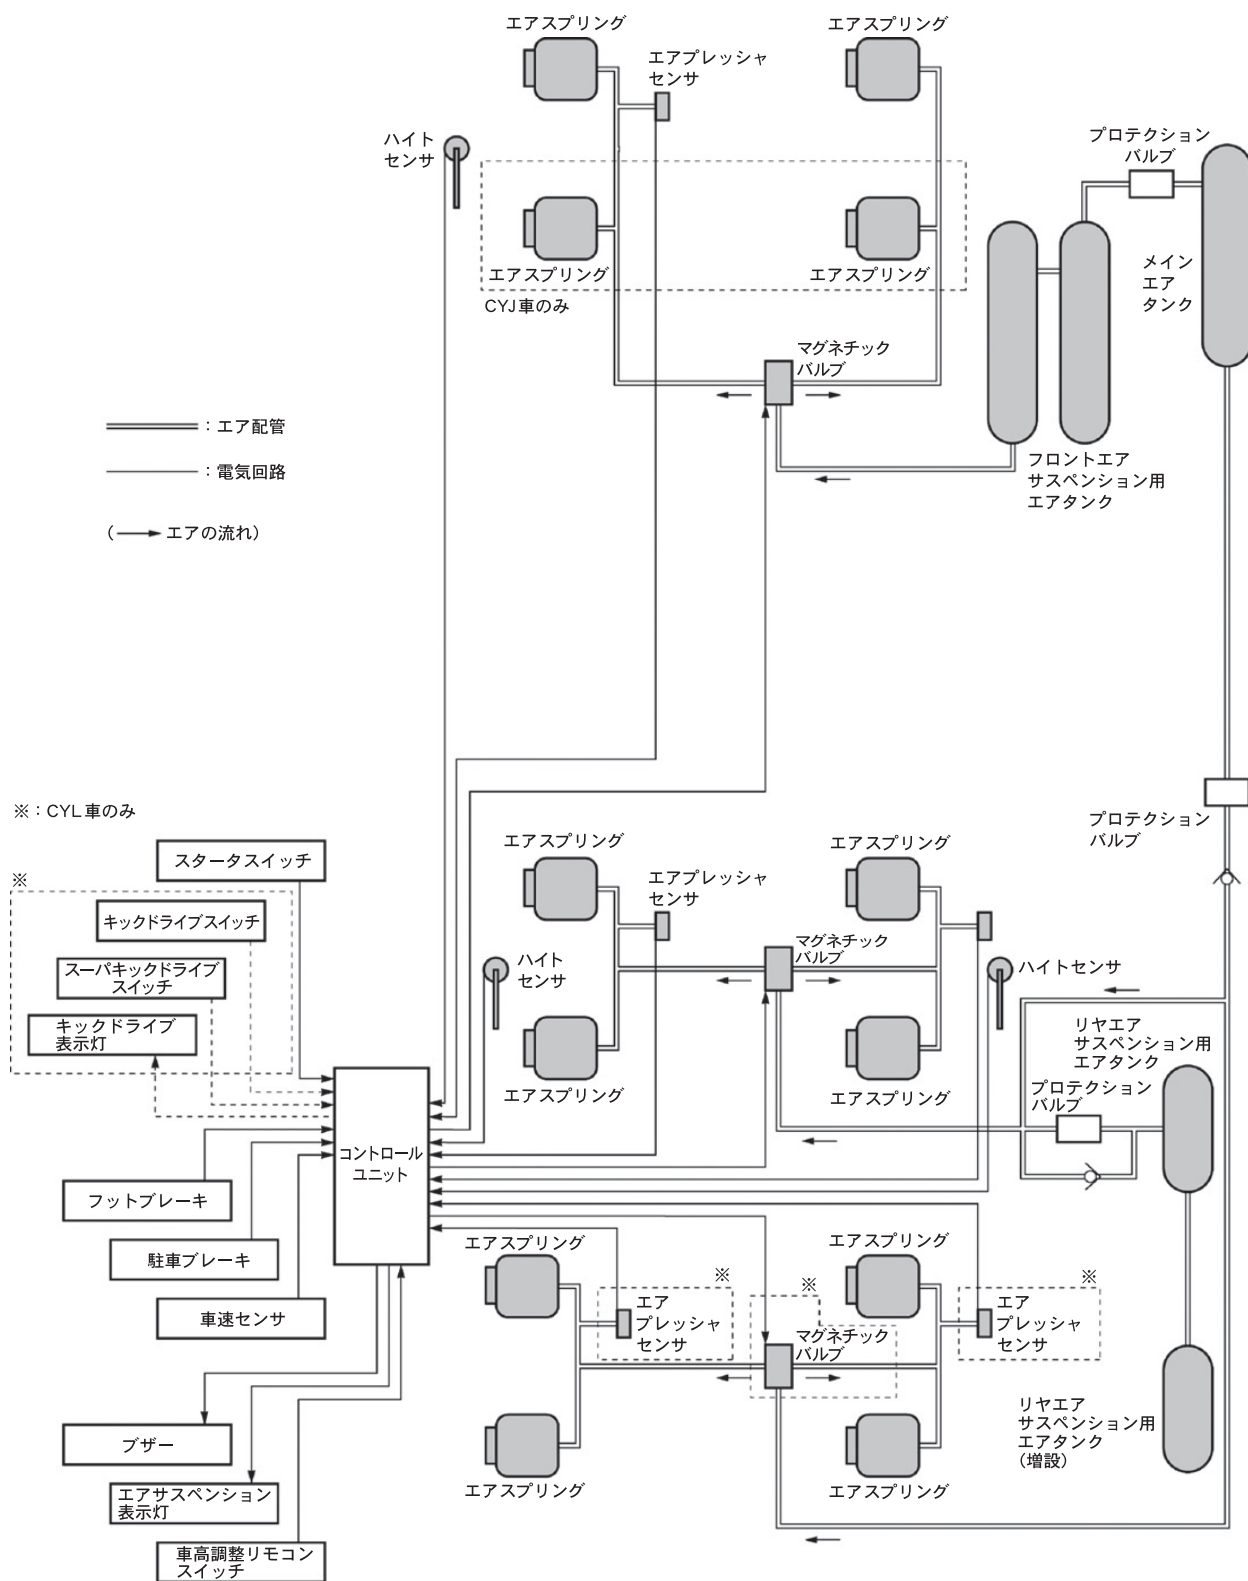 エアスプリング
エアスプリング
エアプレッシャ
センサ
ハイト
センサ
プロテクション
バルブ
エアスプリング
エアスプリング
CYJ車のみ
メイン
エア
タンク
マグネチック
バルブ
：エア配管
：電気回路
(→エアの流れ)
フロントエア
サスペンション用
エアタンク
※：CYL車のみ
プロテクション
バルブ
スタータスイッチ
※
キックドライブスイッチ
スーパキックドライブ
スイッチ
キックドライブ
表示灯
エアスプリング
エアスプリング
エアプレッシャ
センサ
マグネチック
バルブ
ハイト
センサ
ハイトセンサ
エアスプリング
エアスプリング
リヤエア
サスペンション用
エアタンク
プロテクション
バルブ
コントロール
ユニット
フットブレーキ
駐車ブレーキ
車速センサ
エアスプリング
エアスプリング
※
エア
プレッシャ
センサ
※
マグネチック
バルブ
※
エア
プレッシャ
センサ
リヤエア
サスペンション用
エアタンク
(増設)
エアスプリング
エアスプリング
ブザー
エアサスペンション
表示灯
車高調整リモコン
スイッチ